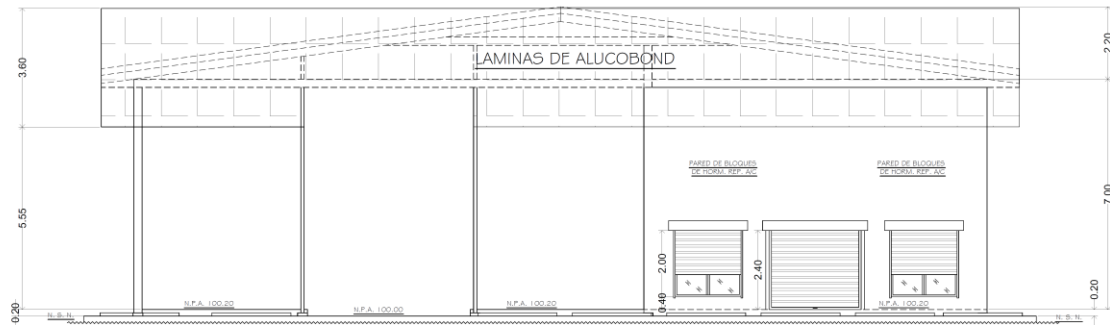 LAMINAS DE ALUCOBOND
3.60
2.20
PARED DE BLOQUES
DE HORM. REP. A/C
PARED DE BLOQUES
DE HORM. REP. A/C
5.55
7.00
2.00
2.40
0.40
0.20
0.20
N.P.A. 100.20
N.P.A. 100.00
N.P.A. 100.20
N.P.A. 100.20
N. S. N.
N. S. N.